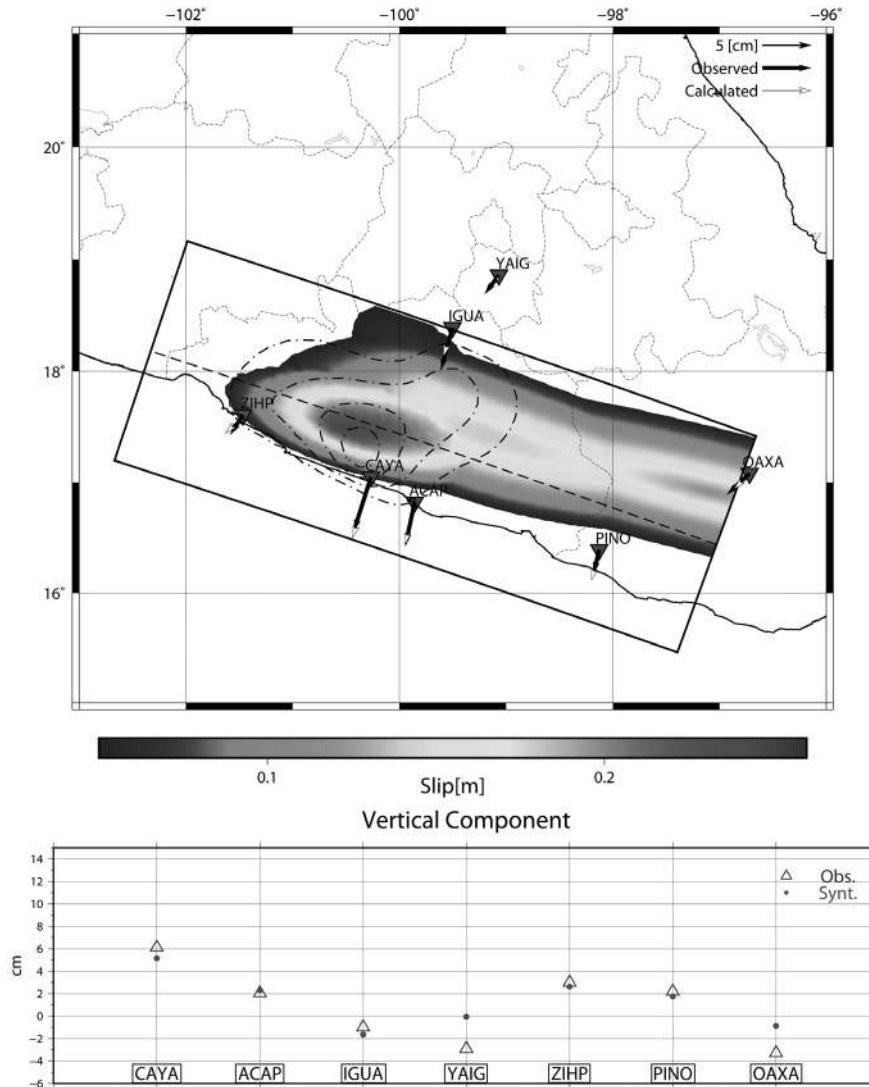 −102˚ −100˚ −98˚ −96˚
5 [cm]
Observed
Calculated
20˚
YAIG
IGUA
18˚
ZIHP
CAYA
OAXA
ACAP
PINO
16˚
0.1 0.2
Slip[m]
Vertical Component
14
12
10
8
6
4
2
0
−2
−4
−6
cm
Obs.
Synt.
CAYA ACAP IGUA YAIG ZIHP PINO OAXA